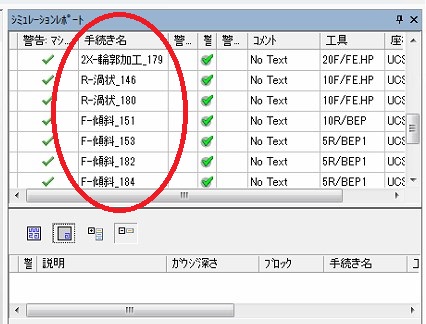 シミュレーションレポート
警告: マシ... 手続き名 警... 警 警... コメント 工具 座
2X-輪郭加工_179 No Text 20F/FE.HP UCS
R-渦状_146 No Text 10F/FE.HP UCS
R-渦状_180 No Text 10F/FE.HP UCS
F-傾斜_151 No Text 10R/BEP UCS
F-傾斜_153 No Text 5R/BEP1 UCS
F-傾斜_182 No Text 5R/BEP1 UCS
F-傾斜_184 No Text 5R/BEP1 UCS
警 説明 ガウジ深さ ブロック 手続き名 コ